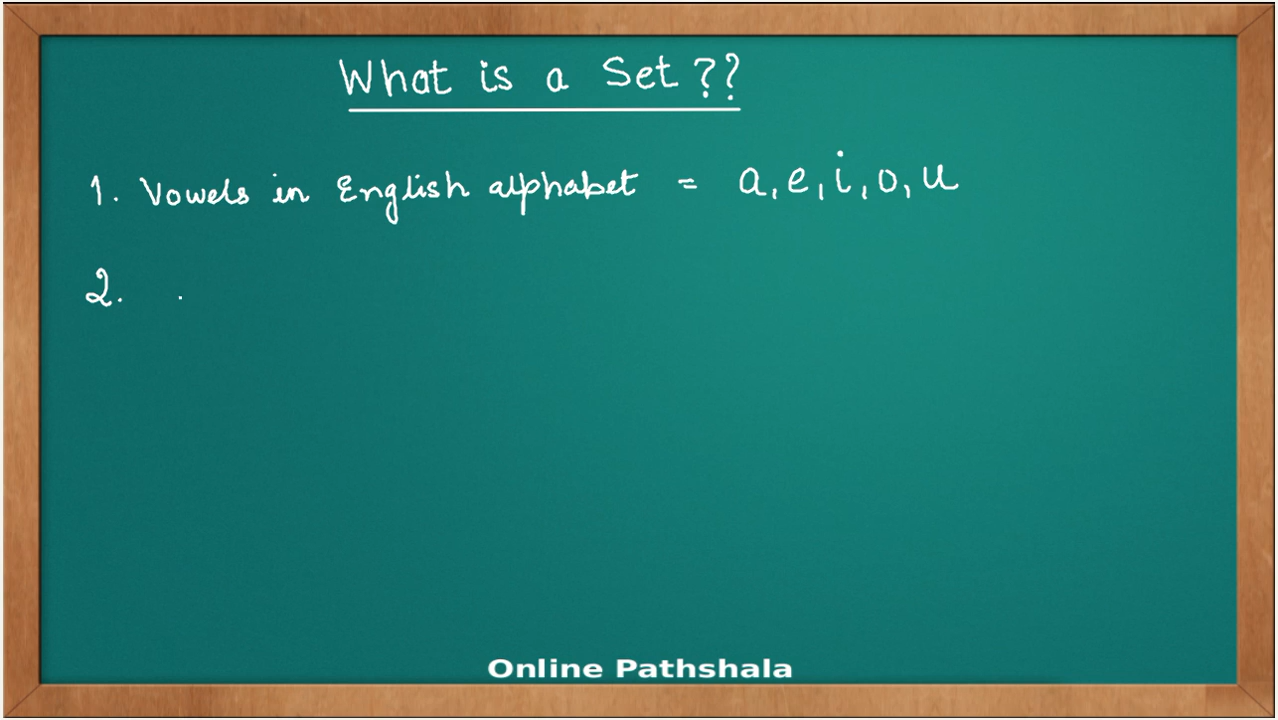 What is a Set ??
1. Vowels in English alphabet = a, e, i, o, u
2. .
Online Pathshala